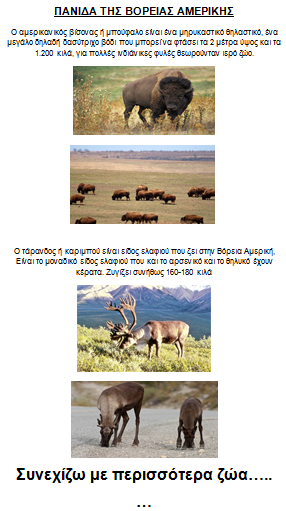 ΠΑΝΙΔΑ ΤΗΣ ΒΟΡΕΙΑΣ ΑΜΕΡΙΚΗΣ
Ο αμερικανικός βίσονας ή μπούφαλο είναι ένα μηρυκαστικό θηλαστικό, ένα
μεγάλο δηλαδή δασύτριχο βόδι που μπορεί να φτάσει τα 2 μέτρα ύψος και τα
1.200 κιλά, για πολλές ινδιάνικες φυλές θεωρούνταν ιερό ζώο.
Ο τάρανδος ή καριμπού είναι είδος ελαφιού που ζει στην Βόρεια Αμερική,
Είναι το μοναδικό είδος ελαφιού που και το αρσενικό και το θηλυκό έχουν
κέρατα. Ζυγίζει συνήθως 160-180 κιλά
Συνεχίζω με περισσότερα ζώα.....
...